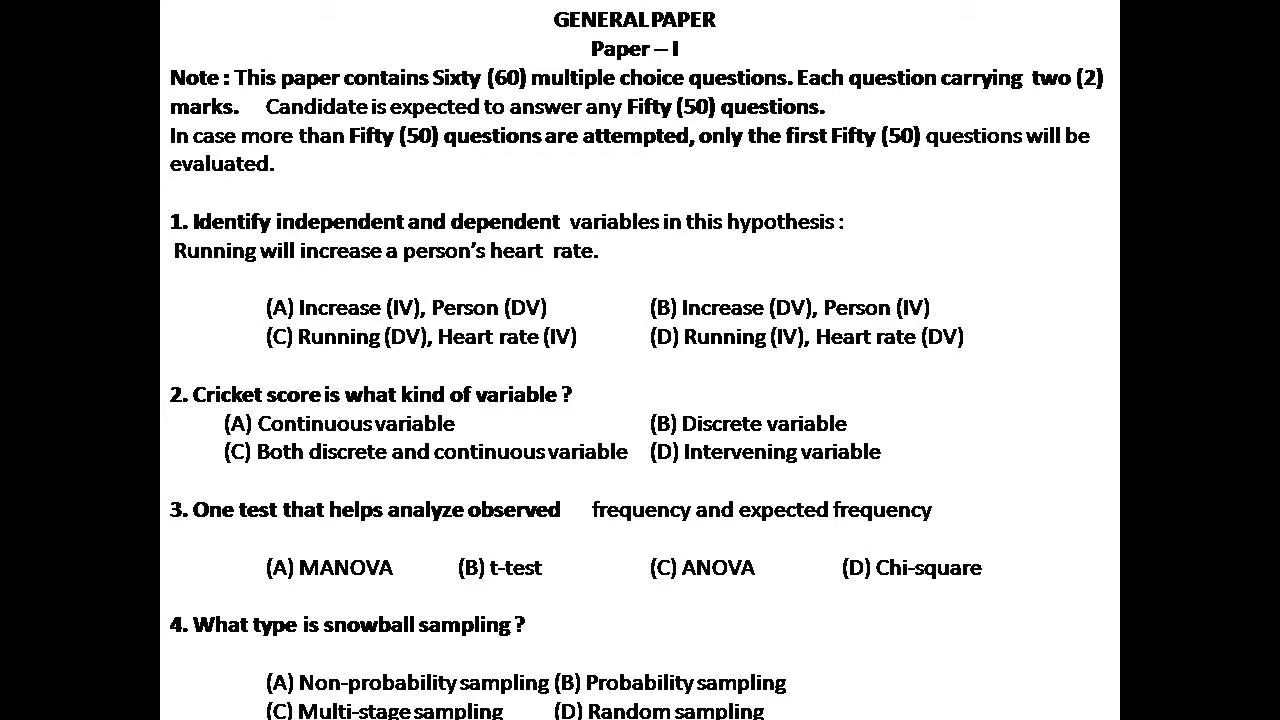 GENERAL PAPER
Paper – I
Note : This paper contains Sixty (60) multiple choice questions. Each question carrying two (2)
marks. Candidate is expected to answer any Fifty (50) questions.
In case more than Fifty (50) questions are attempted, only the first Fifty (50) questions will be
evaluated.
1. Identify independent and dependent variables in this hypothesis :
Running will increase a person’s heart rate.
(A) Increase (IV), Person (DV) (B) Increase (DV), Person (IV)
(C) Running (DV), Heart rate (IV) (D) Running (IV), Heart rate (DV)
2. Cricket score is what kind of variable ?
(A) Continuous variable (B) Discrete variable
(C) Both discrete and continuous variable (D) Intervening variable
3. One test that helps analyze observed frequency and expected frequency
(A) MANOVA (B) t-test (C) ANOVA (D) Chi-square
4. What type is snowball sampling ?
(A) Non-probability sampling (B) Probability sampling
(C) Multi-stage sampling (D) Random sampling